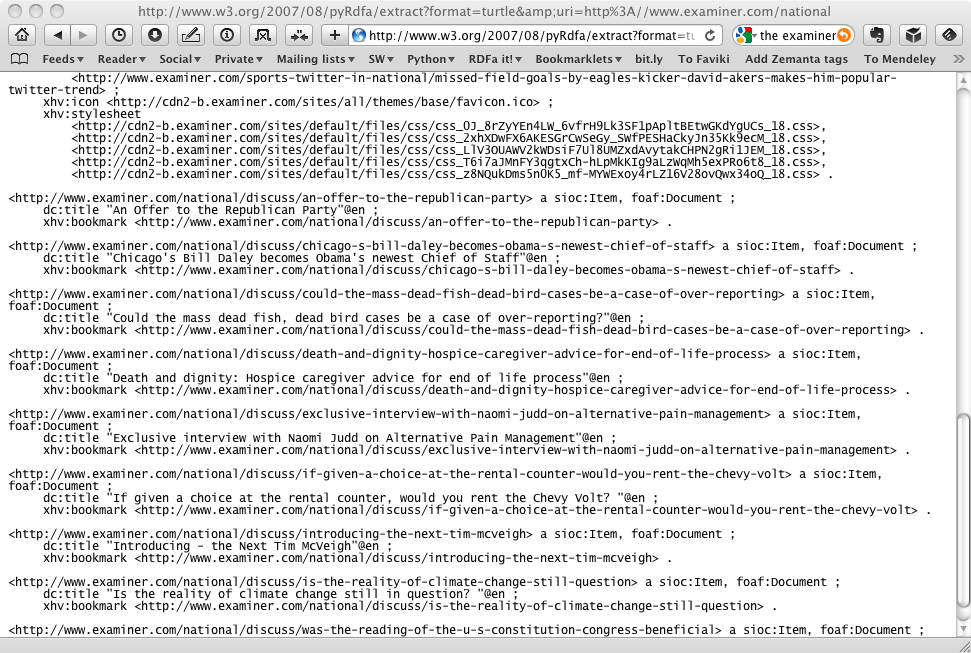 http://www.w3.org/2007/08/pyRdfa/extract?format=turtle&amp;uri=http%3A//www.examiner.com/national
http://www.w3.org/2007/08/pyRdfa/extract?format=tu
the examiner
Feeds Reader Social Private Mailing lists SW Python RDFa it! Bookmarklets bit.ly To Faviki Add Zemanta tags To Mendeley >>
<http://www.examiner.com/sports-twitter-in-national/missed-field-goals-by-eagles-kicker-david-akers-makes-him-popular-
twitter-trend> ;
xhv:icon <http://cdn2-b.examiner.com/sites/all/themes/base/favicon.ico> ;
xhv:stylesheet
<http://cdn2-b.examiner.com/sites/default/files/css/css_OJ_8rZyYEn4LW_6vfrH9Lk3SF1pApltBEtwGKdYgUCs_18.css>,
<http://cdn2-b.examiner.com/sites/default/files/css/css_2xhXDwFX6AKESGrCwSeGy_SWfPESHaCkyJn35Kk9ecM_18.css>,
<http://cdn2-b.examiner.com/sites/default/files/css/css_Llv3OUAWV2kWDsiF7Ul8UMZxdAvytakCHPN2gRi1JEM_18.css>,
<http://cdn2-b.examiner.com/sites/default/files/css/css_T6i7aJMnFY3qgtxCh-hLpMkKIg9aLzWqMh5exPRo6t8_18.css>,
<http://cdn2-b.examiner.com/sites/default/files/css/css_z8NQukDms5nOK5_mf-MYWExoy4rLZ16V28ovQwx34oQ_18.css> .
<http://www.examiner.com/national/discuss/an-offer-to-the-republican-party> a sioc:Item, foaf:Document ;
dc:title "An Offer to the Republican Party"@en ;
xhv:bookmark <http://www.examiner.com/national/discuss/an-offer-to-the-republican-party> .
<http://www.examiner.com/national/discuss/chicago-s-bill-daley-becomes-obama-s-newest-chief-of-staff> a sioc:Item, foaf:Document ;
dc:title "Chicago's Bill Daley becomes Obama's newest Chief of Staff"@en ;
xhv:bookmark <http://www.examiner.com/national/discuss/chicago-s-bill-daley-becomes-obama-s-newest-chief-of-staff> .
<http://www.examiner.com/national/discuss/could-the-mass-dead-fish-dead-bird-cases-be-a-case-of-over-reporting> a sioc:Item,
foaf:Document ;
dc:title "Could the mass dead fish, dead bird cases be a case of over-reporting?"@en ;
xhv:bookmark <http://www.examiner.com/national/discuss/could-the-mass-dead-fish-dead-bird-cases-be-a-case-of-over-reporting> .
<http://www.examiner.com/national/discuss/death-and-dignity-hospice-caregiver-advice-for-end-of-life-process> a sioc:Item,
foaf:Document ;
dc:title "Death and dignity: Hospice caregiver advice for end of life process"@en ;
xhv:bookmark <http://www.examiner.com/national/discuss/death-and-dignity-hospice-caregiver-advice-for-end-of-life-process> .
<http://www.examiner.com/national/discuss/exclusive-interview-with-naomi-judd-on-alternative-pain-management> a sioc:Item,
foaf:Document ;
dc:title "Exclusive interview with Naomi Judd on Alternative Pain Management"@en ;
xhv:bookmark <http://www.examiner.com/national/discuss/exclusive-interview-with-naomi-judd-on-alternative-pain-management> .
<http://www.examiner.com/national/discuss/if-given-a-choice-at-the-rental-counter-would-you-rent-the-chevy-volt> a sioc:Item,
foaf:Document ;
dc:title "If given a choice at the rental counter, would you rent the Chevy Volt? "@en ;
xhv:bookmark <http://www.examiner.com/national/discuss/if-given-a-choice-at-the-rental-counter-would-you-rent-the-chevy-volt> .
<http://www.examiner.com/national/discuss/introducing-the-next-tim-mcveigh> a sioc:Item, foaf:Document ;
dc:title "Introducing - the Next Tim McVeigh"@en ;
xhv:bookmark <http://www.examiner.com/national/discuss/introducing-the-next-tim-mcveigh> .
<http://www.examiner.com/national/discuss/is-the-reality-of-climate-change-still-question> a sioc:Item, foaf:Document ;
dc:title "Is the reality of climate change still in question? "@en ;
xhv:bookmark <http://www.examiner.com/national/discuss/is-the-reality-of-climate-change-still-question> .
<http://www.examiner.com/national/discuss/was-the-reading-of-the-u-s-constitution-congress-beneficial> a sioc:Item, foaf:Document ;